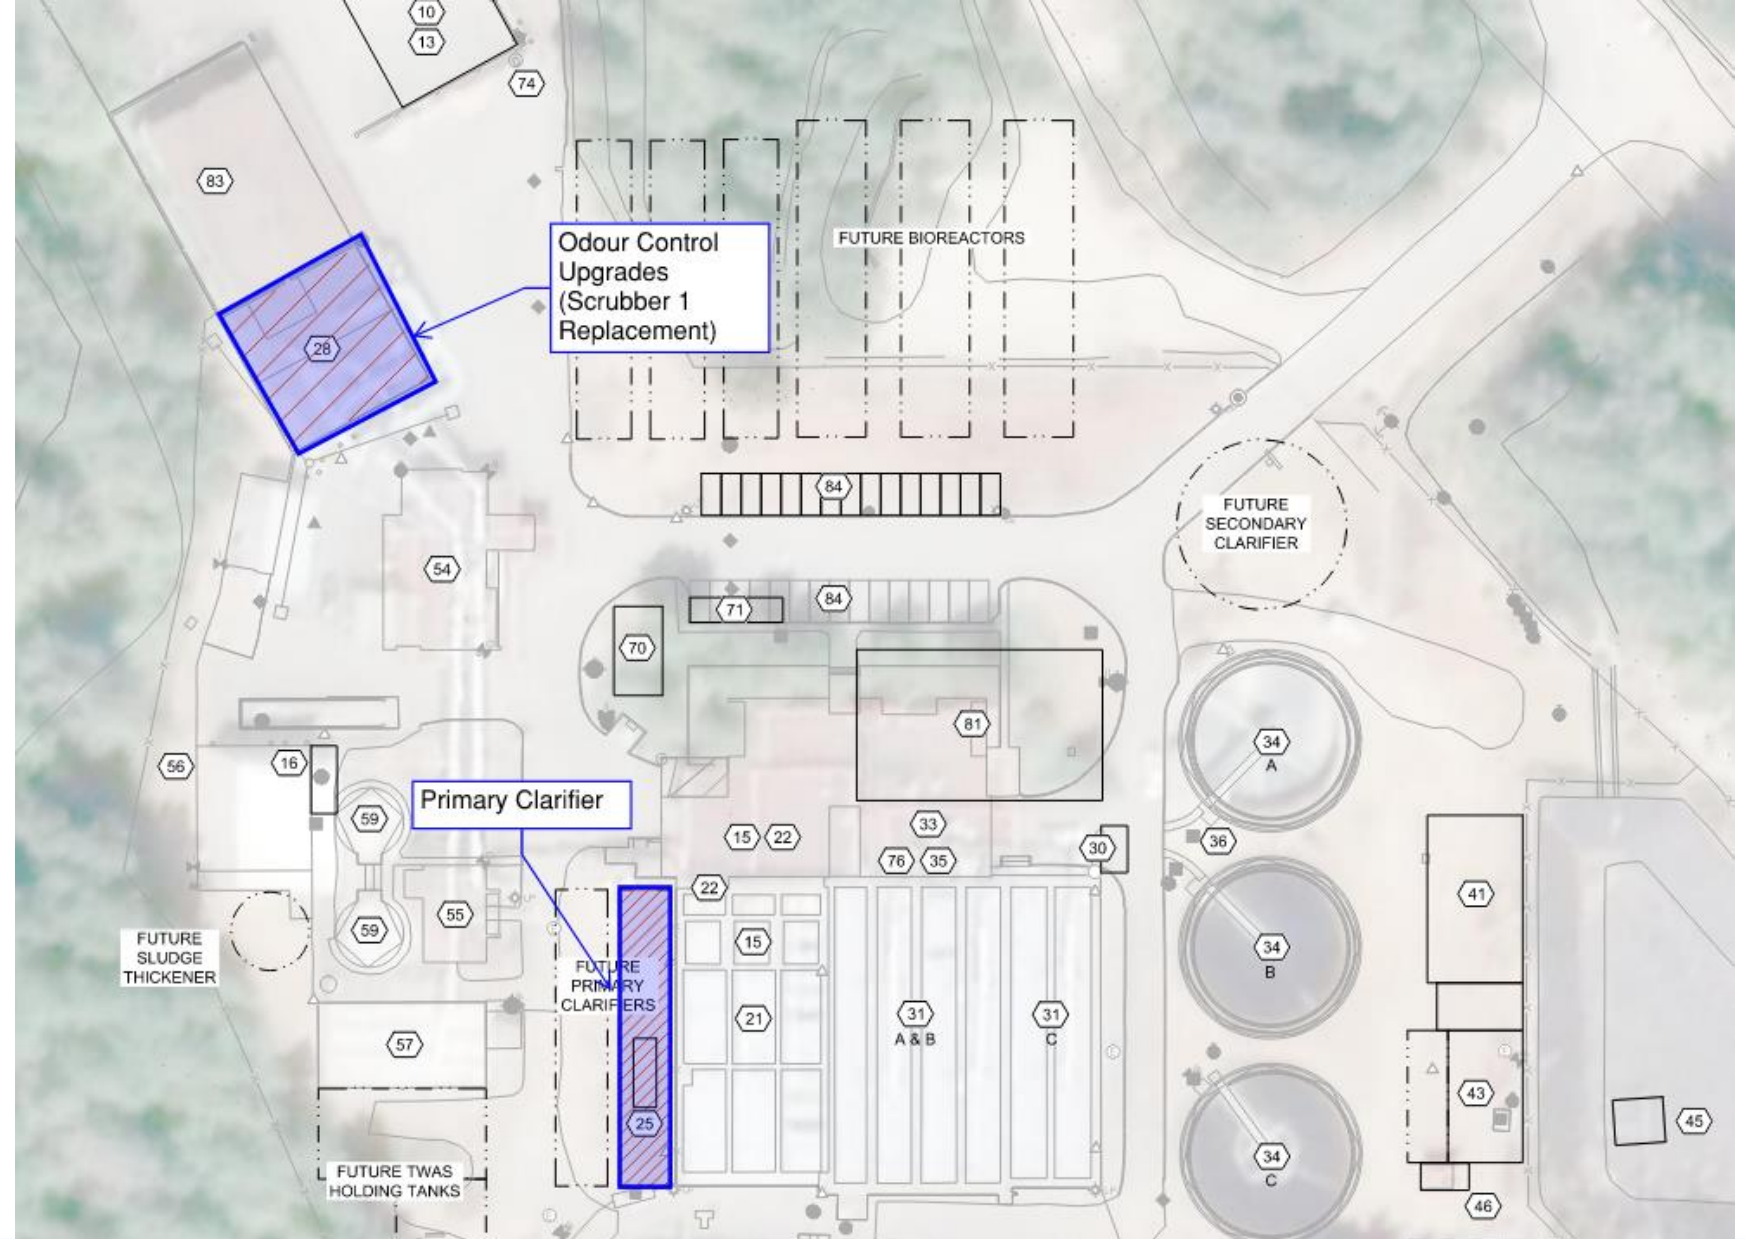 10
13
74
83
Odour Control
Upgrades
(Scrubber 1
Replacement)
FUTURE BIOREACTORS
28
84
FUTURE
SECONDARY
CLARIFIER
54
71
84
70
81
34
A
56
16
59
Primary Clarifier
33
15
22
76
35
30
36
22
41
55
59
15
34
B
FUTURE
SLUDGE
THICKENER
FUTURE
PRIMARY
CLARIFIERS
21
31
A & B
31
C
57
43
25
45
34
C
FUTURE TWAS
HOLDING TANKS
46